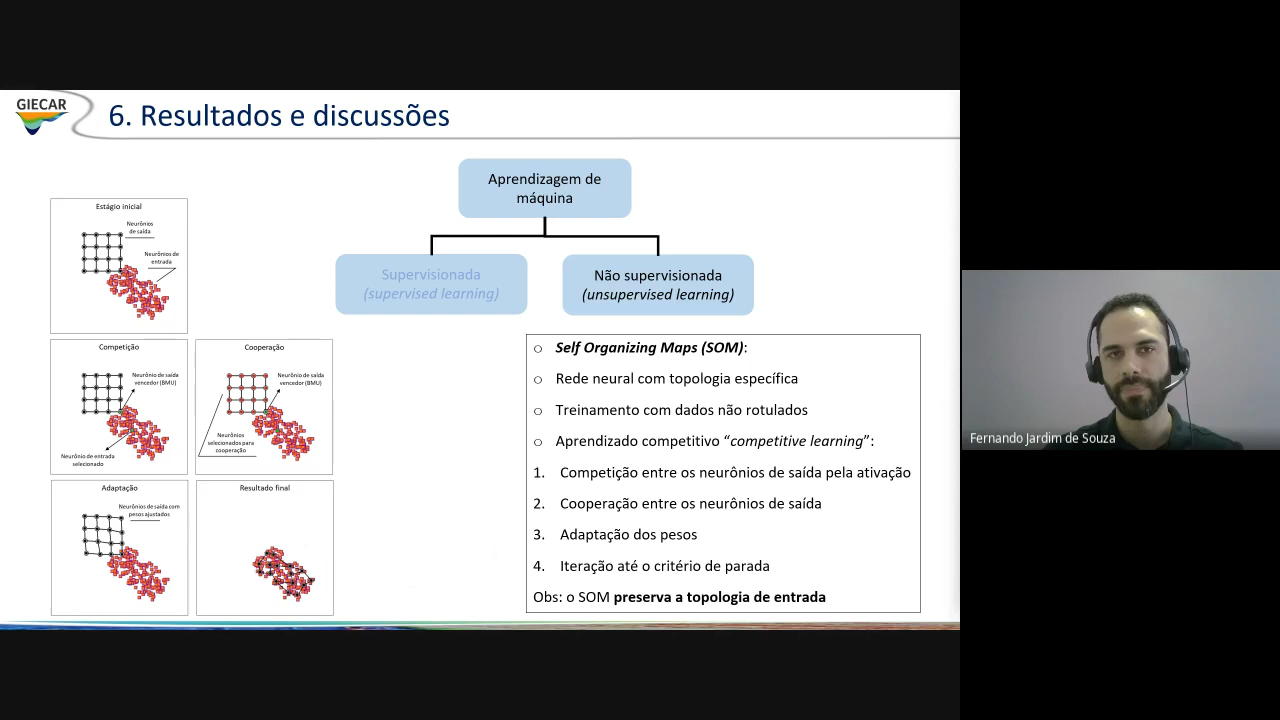 GIECAR
6. Resultados e discussões
Aprendizagem de
máquina
Supervisionada
(supervised learning)
Não supervisionada
(unsupervised learning)
Estágio inicial
Neurônios
de saída
Neurônios de
entrada
Competição
Neurônio de saída
vencedor (BMU)
Neurônio de entrada
selecionado
Cooperação
Neurônio de saída
vencedor (BMU)
Neurônios
selecionados para
cooperação
Adaptação
Neurônios de saída com
pesos ajustados
Resultado final
o Self Organizing Maps (SOM):
o Rede neural com topologia específica
o Treinamento com dados não rotulados
o Aprendizado competitivo “competitive learning”:
1. Competição entre os neurônios de saída pela ativação
2. Cooperação entre os neurônios de saída
3. Adaptação dos pesos
4. Iteração até o critério de parada
Obs: o SOM preserva a topologia de entrada
Fernando Jardim de Souza